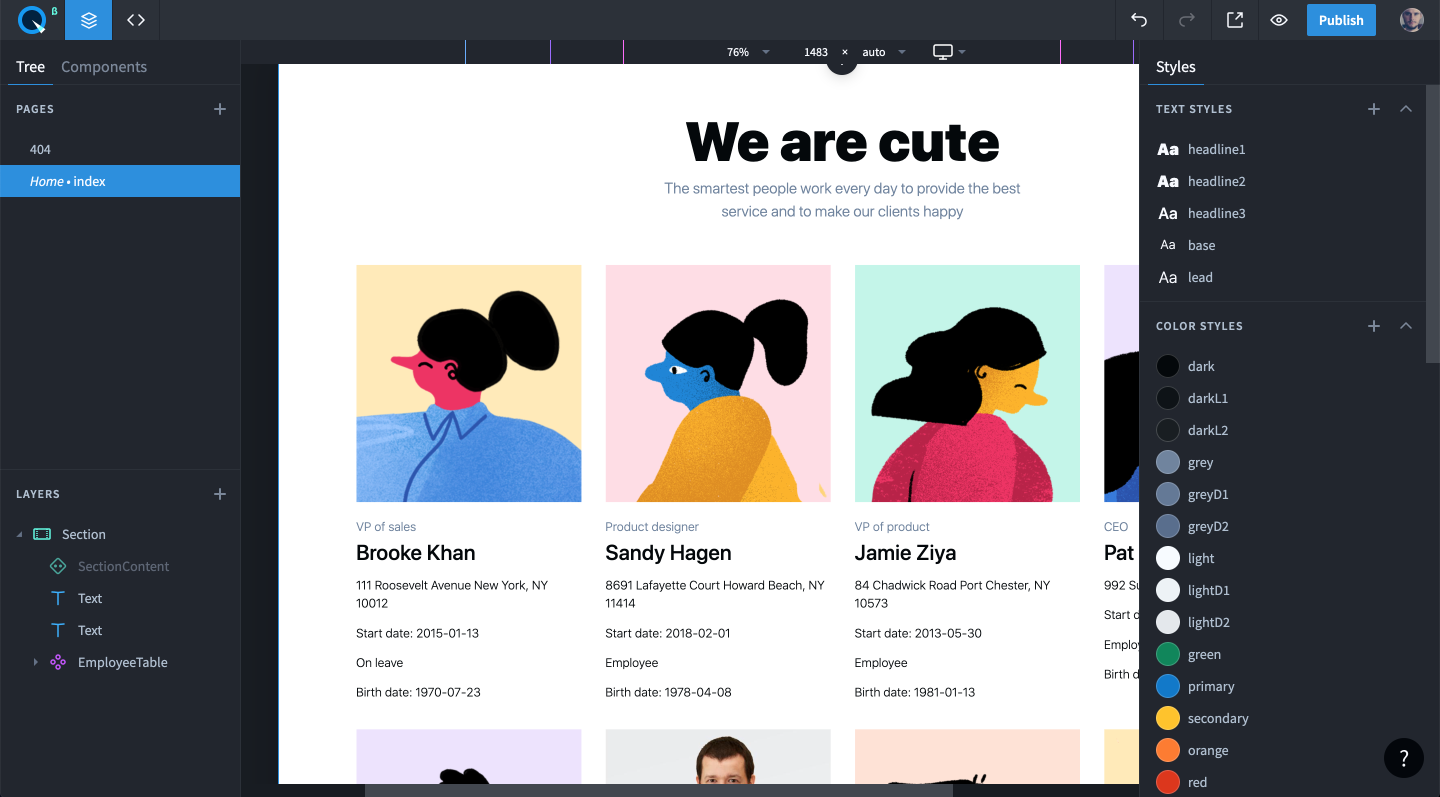 β
Publish
Tree
Components
PAGES
404
Home • index
LAYERS
Section
SectionContent
Text
Text
EmployeeTable
76%
1483 × auto
We are cute
The smartest people work every day to provide the best
service and to make our clients happy
VP of sales
Brooke Khan
111 Roosevelt Avenue New York, NY
10012
Start date: 2015-01-13
On leave
Birth date: 1970-07-23
Product designer
Sandy Hagen
8691 Lafayette Court Howard Beach, NY
11414
Start date: 2018-02-01
Employee
Birth date: 1978-04-08
VP of product
Jamie Ziya
84 Chadwick Road Port Chester, NY
10573
Start date: 2013-05-30
Employee
Birth date: 1981-01-13
CEO
Pat
992
Start
Birth
Styles
TEXT STYLES
Aa headline1
Aa headline2
Aa headline3
Aa base
Aa lead
COLOR STYLES
dark
darkL1
darkL2
grey
greyD1
greyD2
light
lightD1
lightD2
green
primary
secondary
orange
red
?